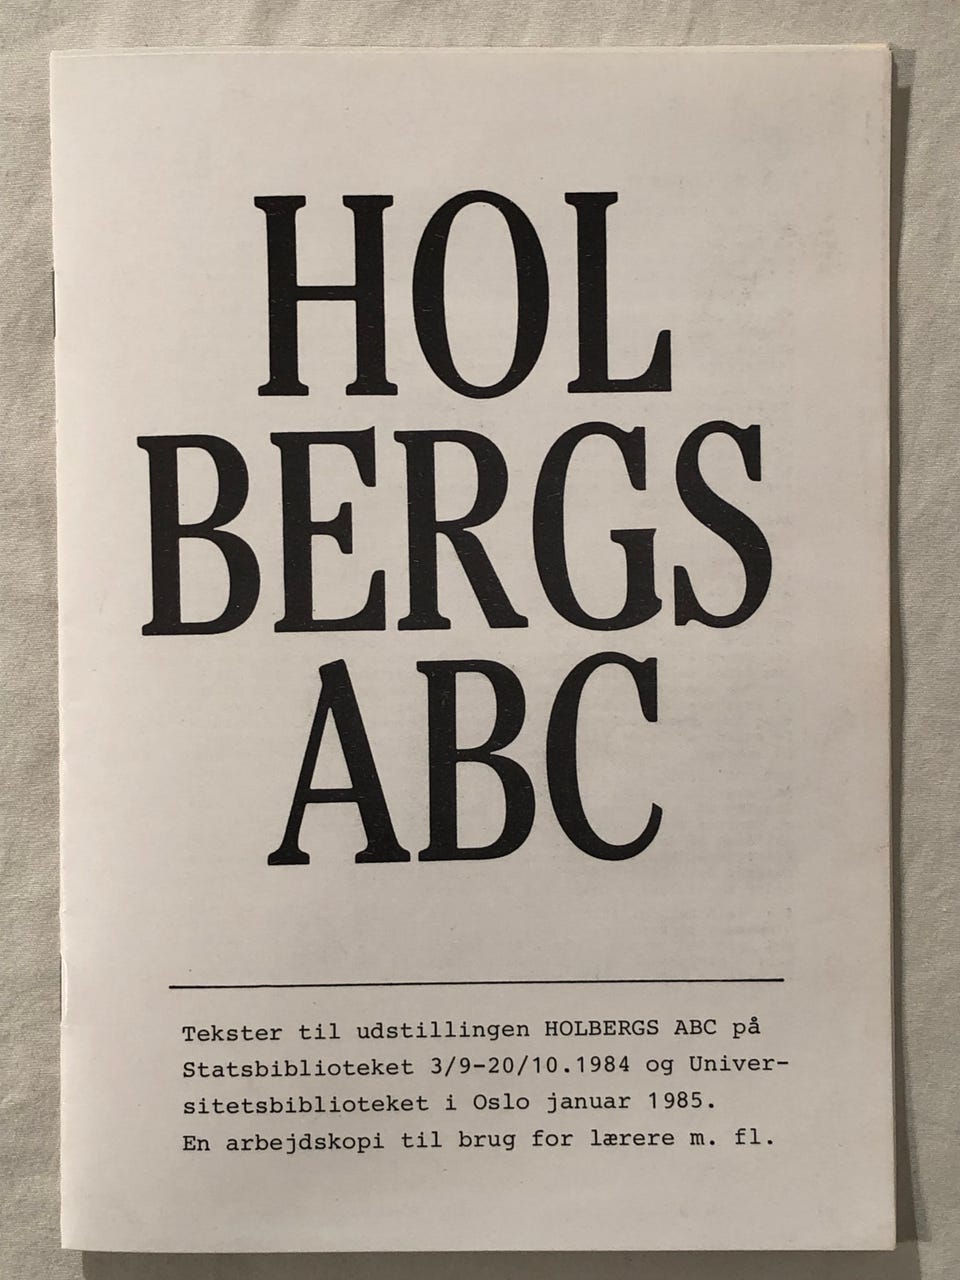 HOL
BERGS
ABC
Tekster til udstillingen HOLBERGS ABC på
Statsbiblioteket 3/9-20/10.1984 og Univer-
sitetsbiblioteket i Oslo januar 1985.
En arbejdskopi til brug for lærere m. fl.